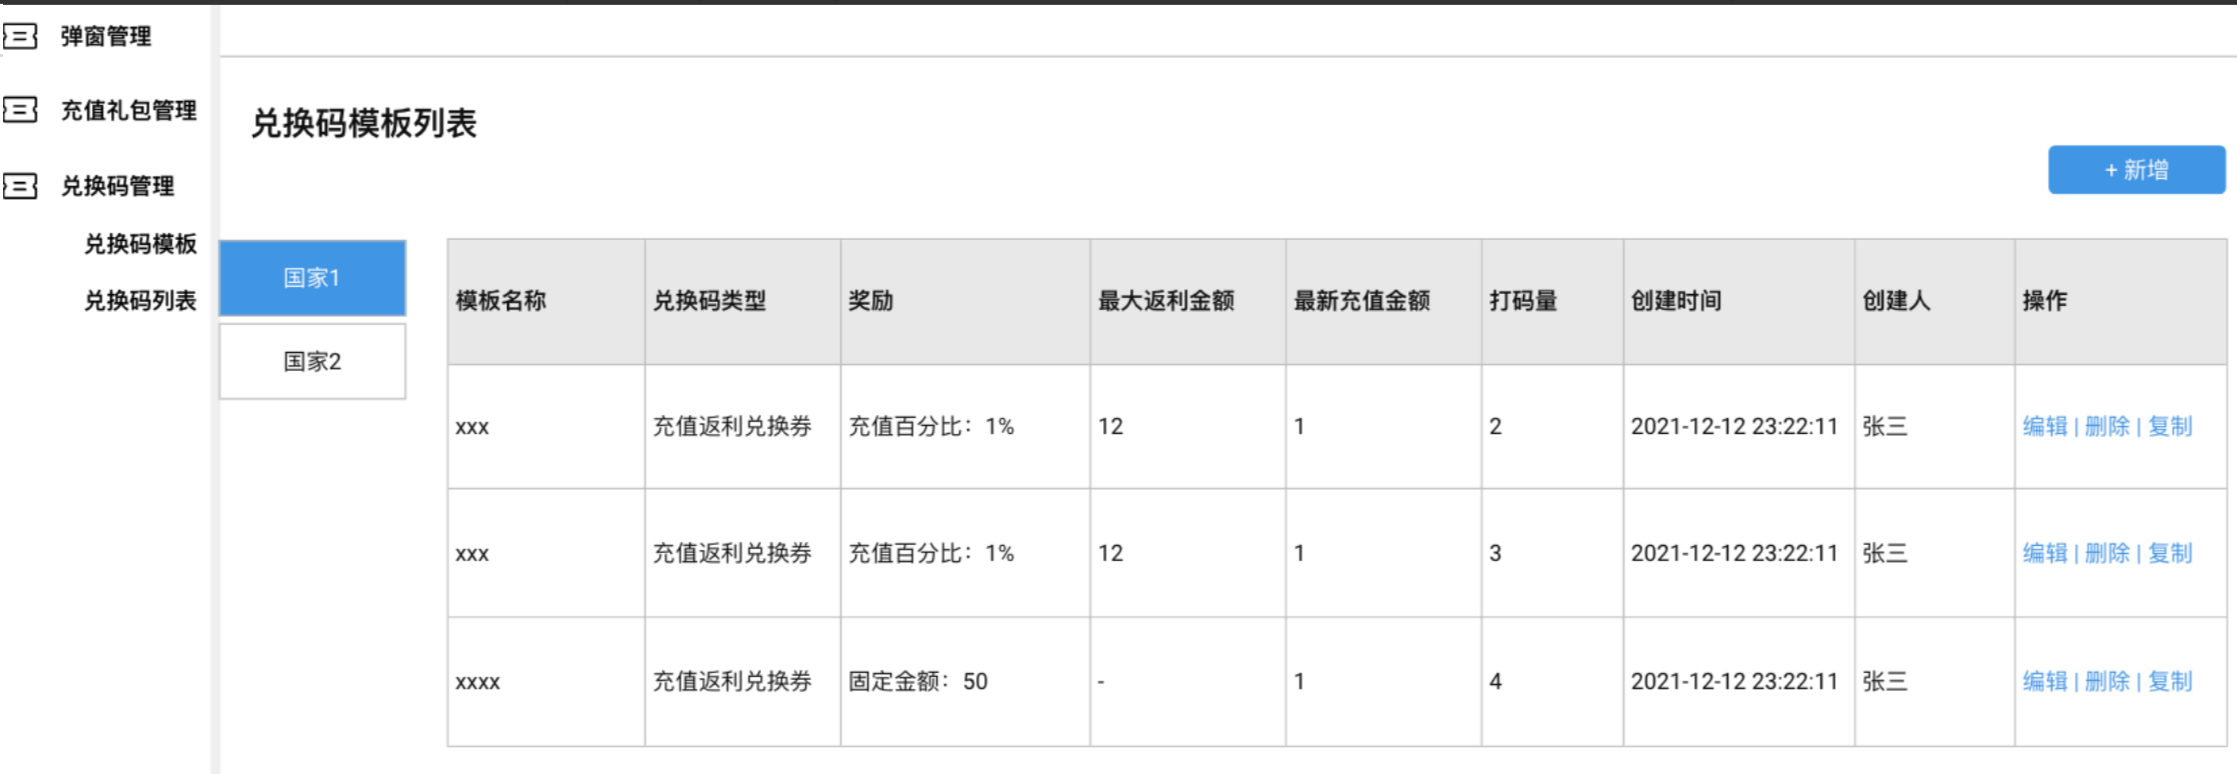 弹窗管理
充值礼包管理
兑换码管理
兑换码模板
兑换码列表
兑换码模板列表
+ 新增
国家1
国家2
模板名称 兑换码类型 奖励 最大返利金额 最新充值金额 打码量 创建时间 创建人 操作
xxx 充值返利兑换券 充值百分比：1% 12 1 2 2021-12-12 23:22:11 张三 编辑 | 删除 | 复制
xxx 充值返利兑换券 充值百分比：1% 12 1 3 2021-12-12 23:22:11 张三 编辑 | 删除 | 复制
xxxx 充值返利兑换券 固定金额：50 - 1 4 2021-12-12 23:22:11 张三 编辑 | 删除 | 复制